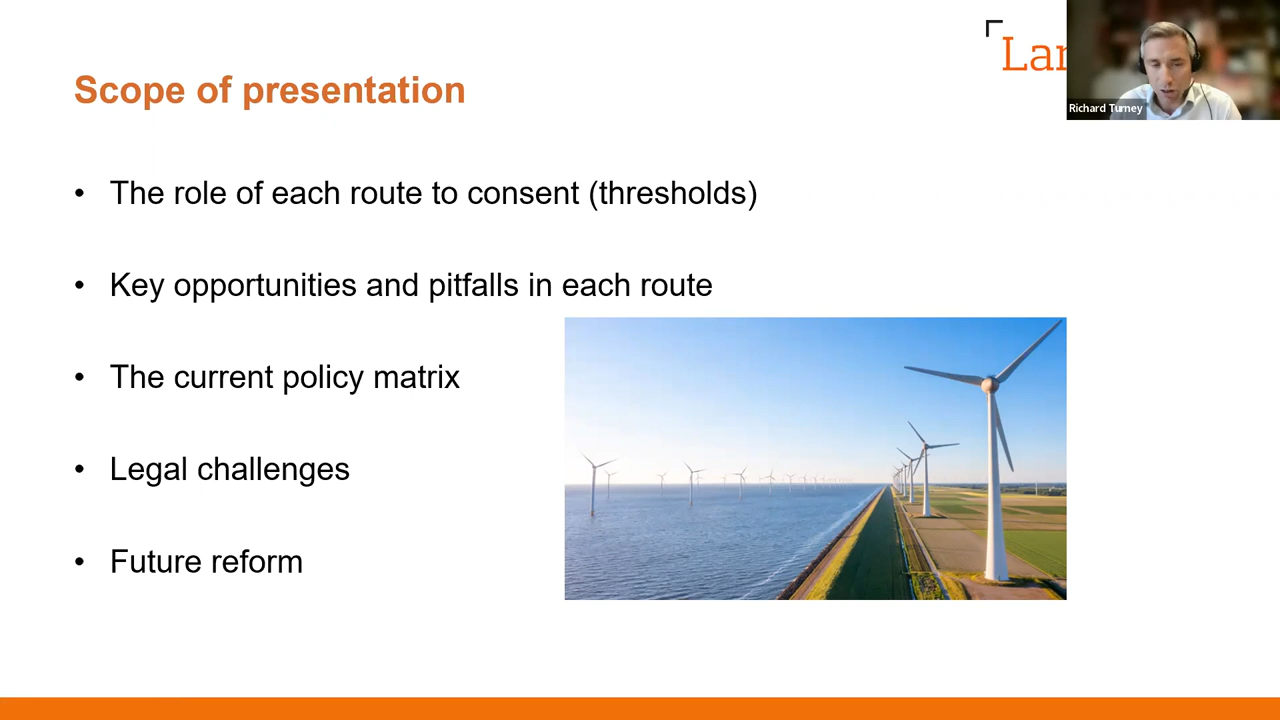 Scope of presentation
Lan
Richard Turney
• The role of each route to consent (thresholds)
• Key opportunities and pitfalls in each route
• The current policy matrix
• Legal challenges
• Future reform